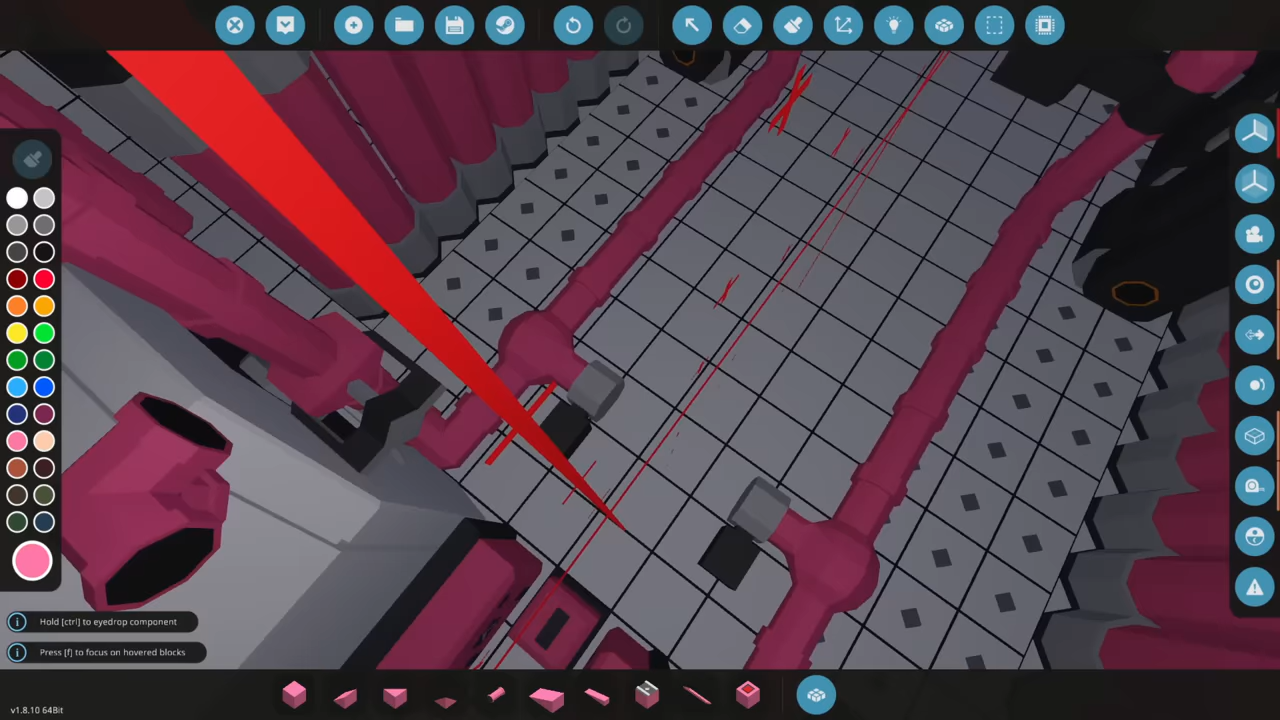 Hold [ctrl] to eyedrop component
Press [f] to focus on hovered blocks
v1.8.10 64Bit